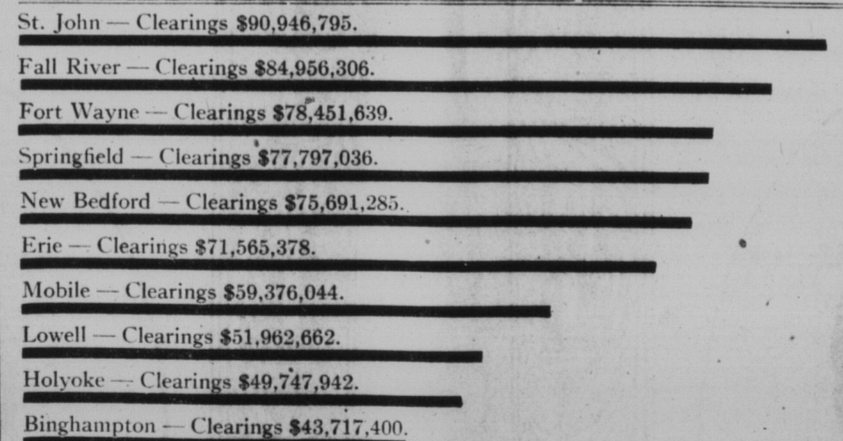 St. John — Clearings $90,946,795.
Fall River — Clearings $84,956,306.
Fort Wayne — Clearings $78,451,639.
Springfield — Clearings $77,797,036.
New Bedford — Clearings $75,691,285.
Erie — Clearings $71,565,378.
Mobile — Clearings $59,376,044.
Lowell — Clearings $51,962,662.
Holyoke — Clearings $49,747,942.
Binghampton — Clearings $43,717,400.